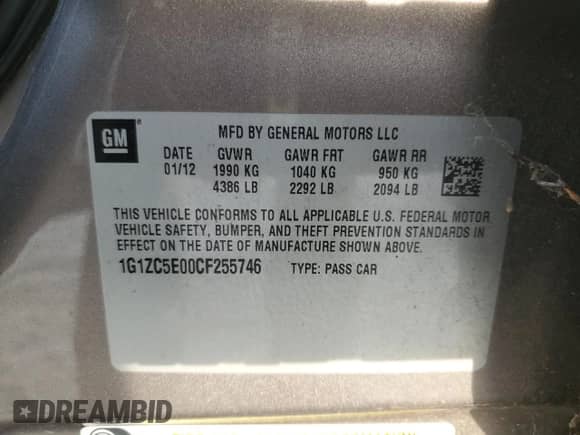 GM ®
MFD BY GENERAL MOTORS LLC
DATE GVWR GAWR FRT GAWR RR
01/12 1990 KG 1040 KG 950 KG
4386 LB 2292 LB 2094 LB
THIS VEHICLE CONFORMS TO ALL APPLICABLE U.S. FEDERAL MOTOR
VEHICLE SAFETY, BUMPER, AND THEFT PREVENTION STANDARDS IN
EFFECT ON THE DATE OF MANUFACTURE SHOWN ABOVE.
1G1ZC5E00CF255746 TYPE: PASS CAR
DREAMBID